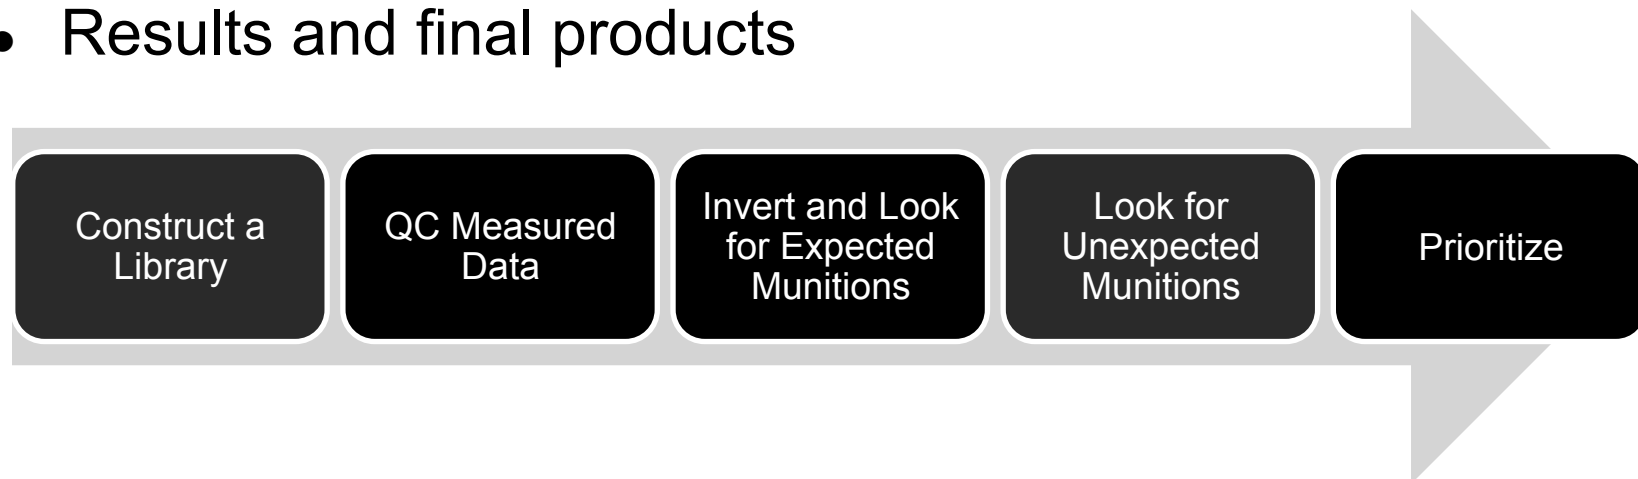 • Results and final products
Construct a
Library
QC Measured
Data
Invert and Look
for Expected
Munitions
Look for
Unexpected
Munitions
Prioritize